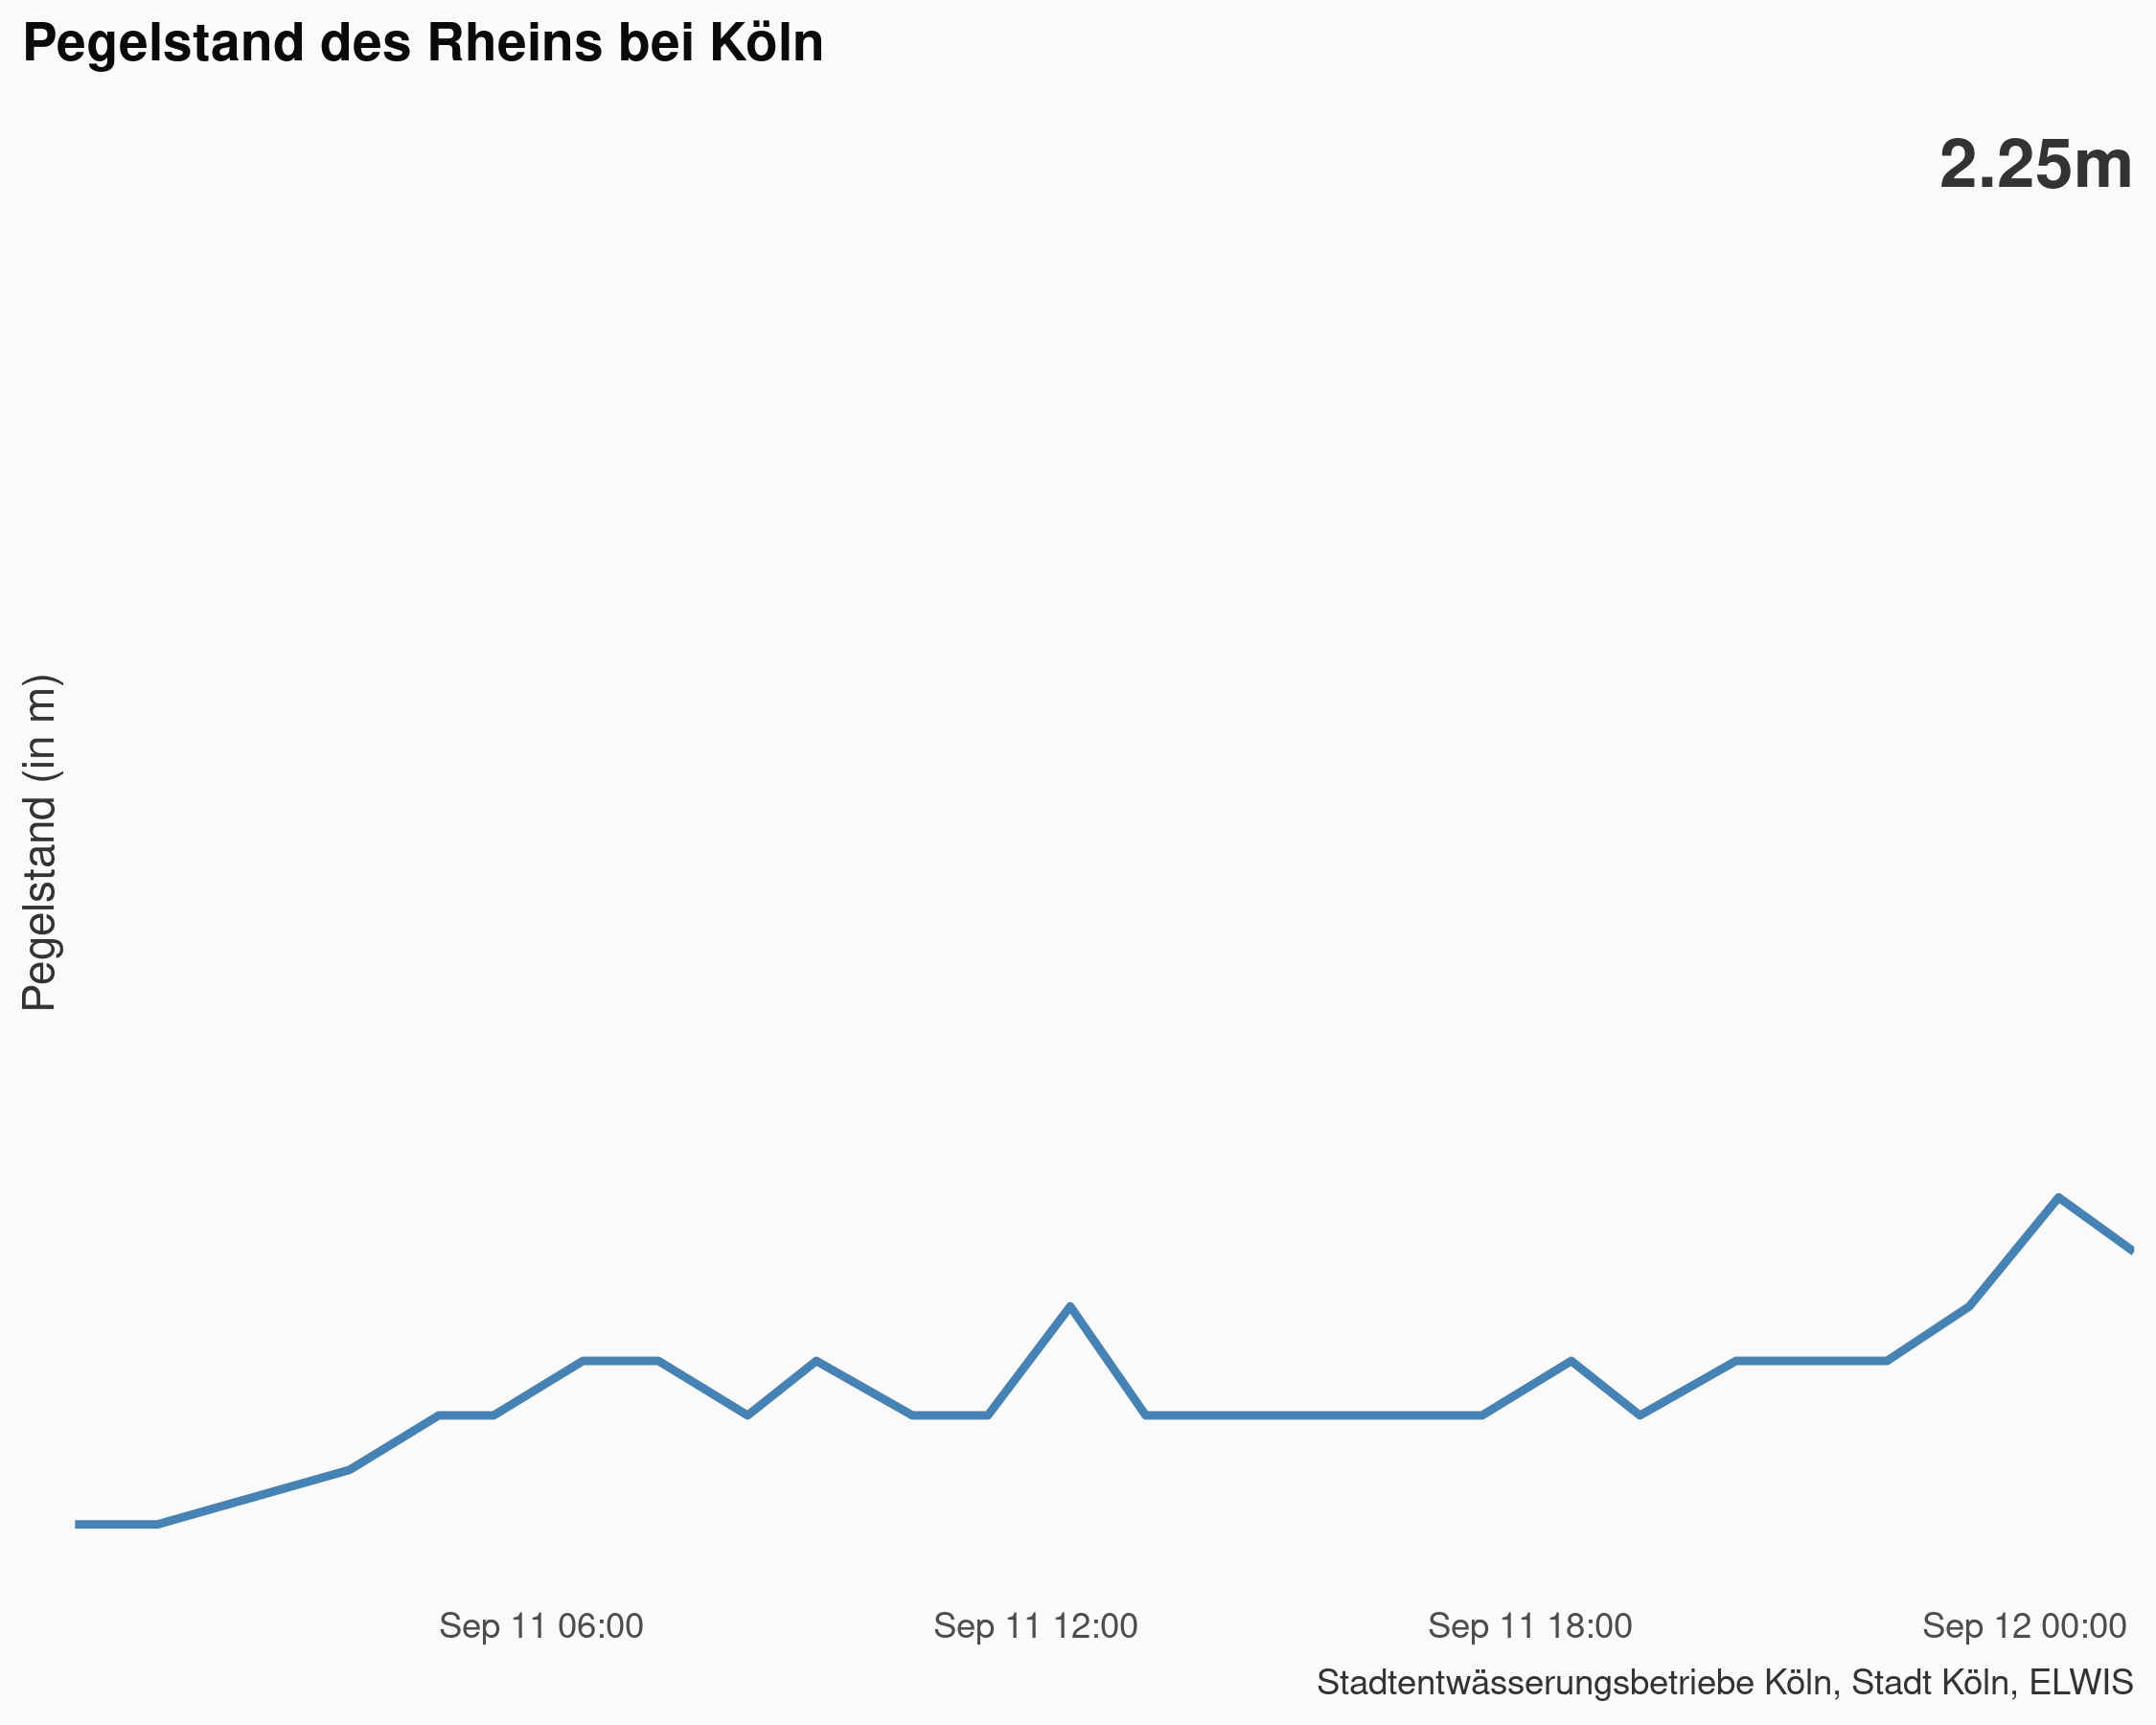 Pegelstand des Rheins bei Köln
2.25m
Pegelstand (in m)
Sep 11 06:00 Sep 11 12:00 Sep 11 18:00 Sep 12 00:00
Stadtentwässerungsbetriebe Köln, Stadt Köln, ELWIS